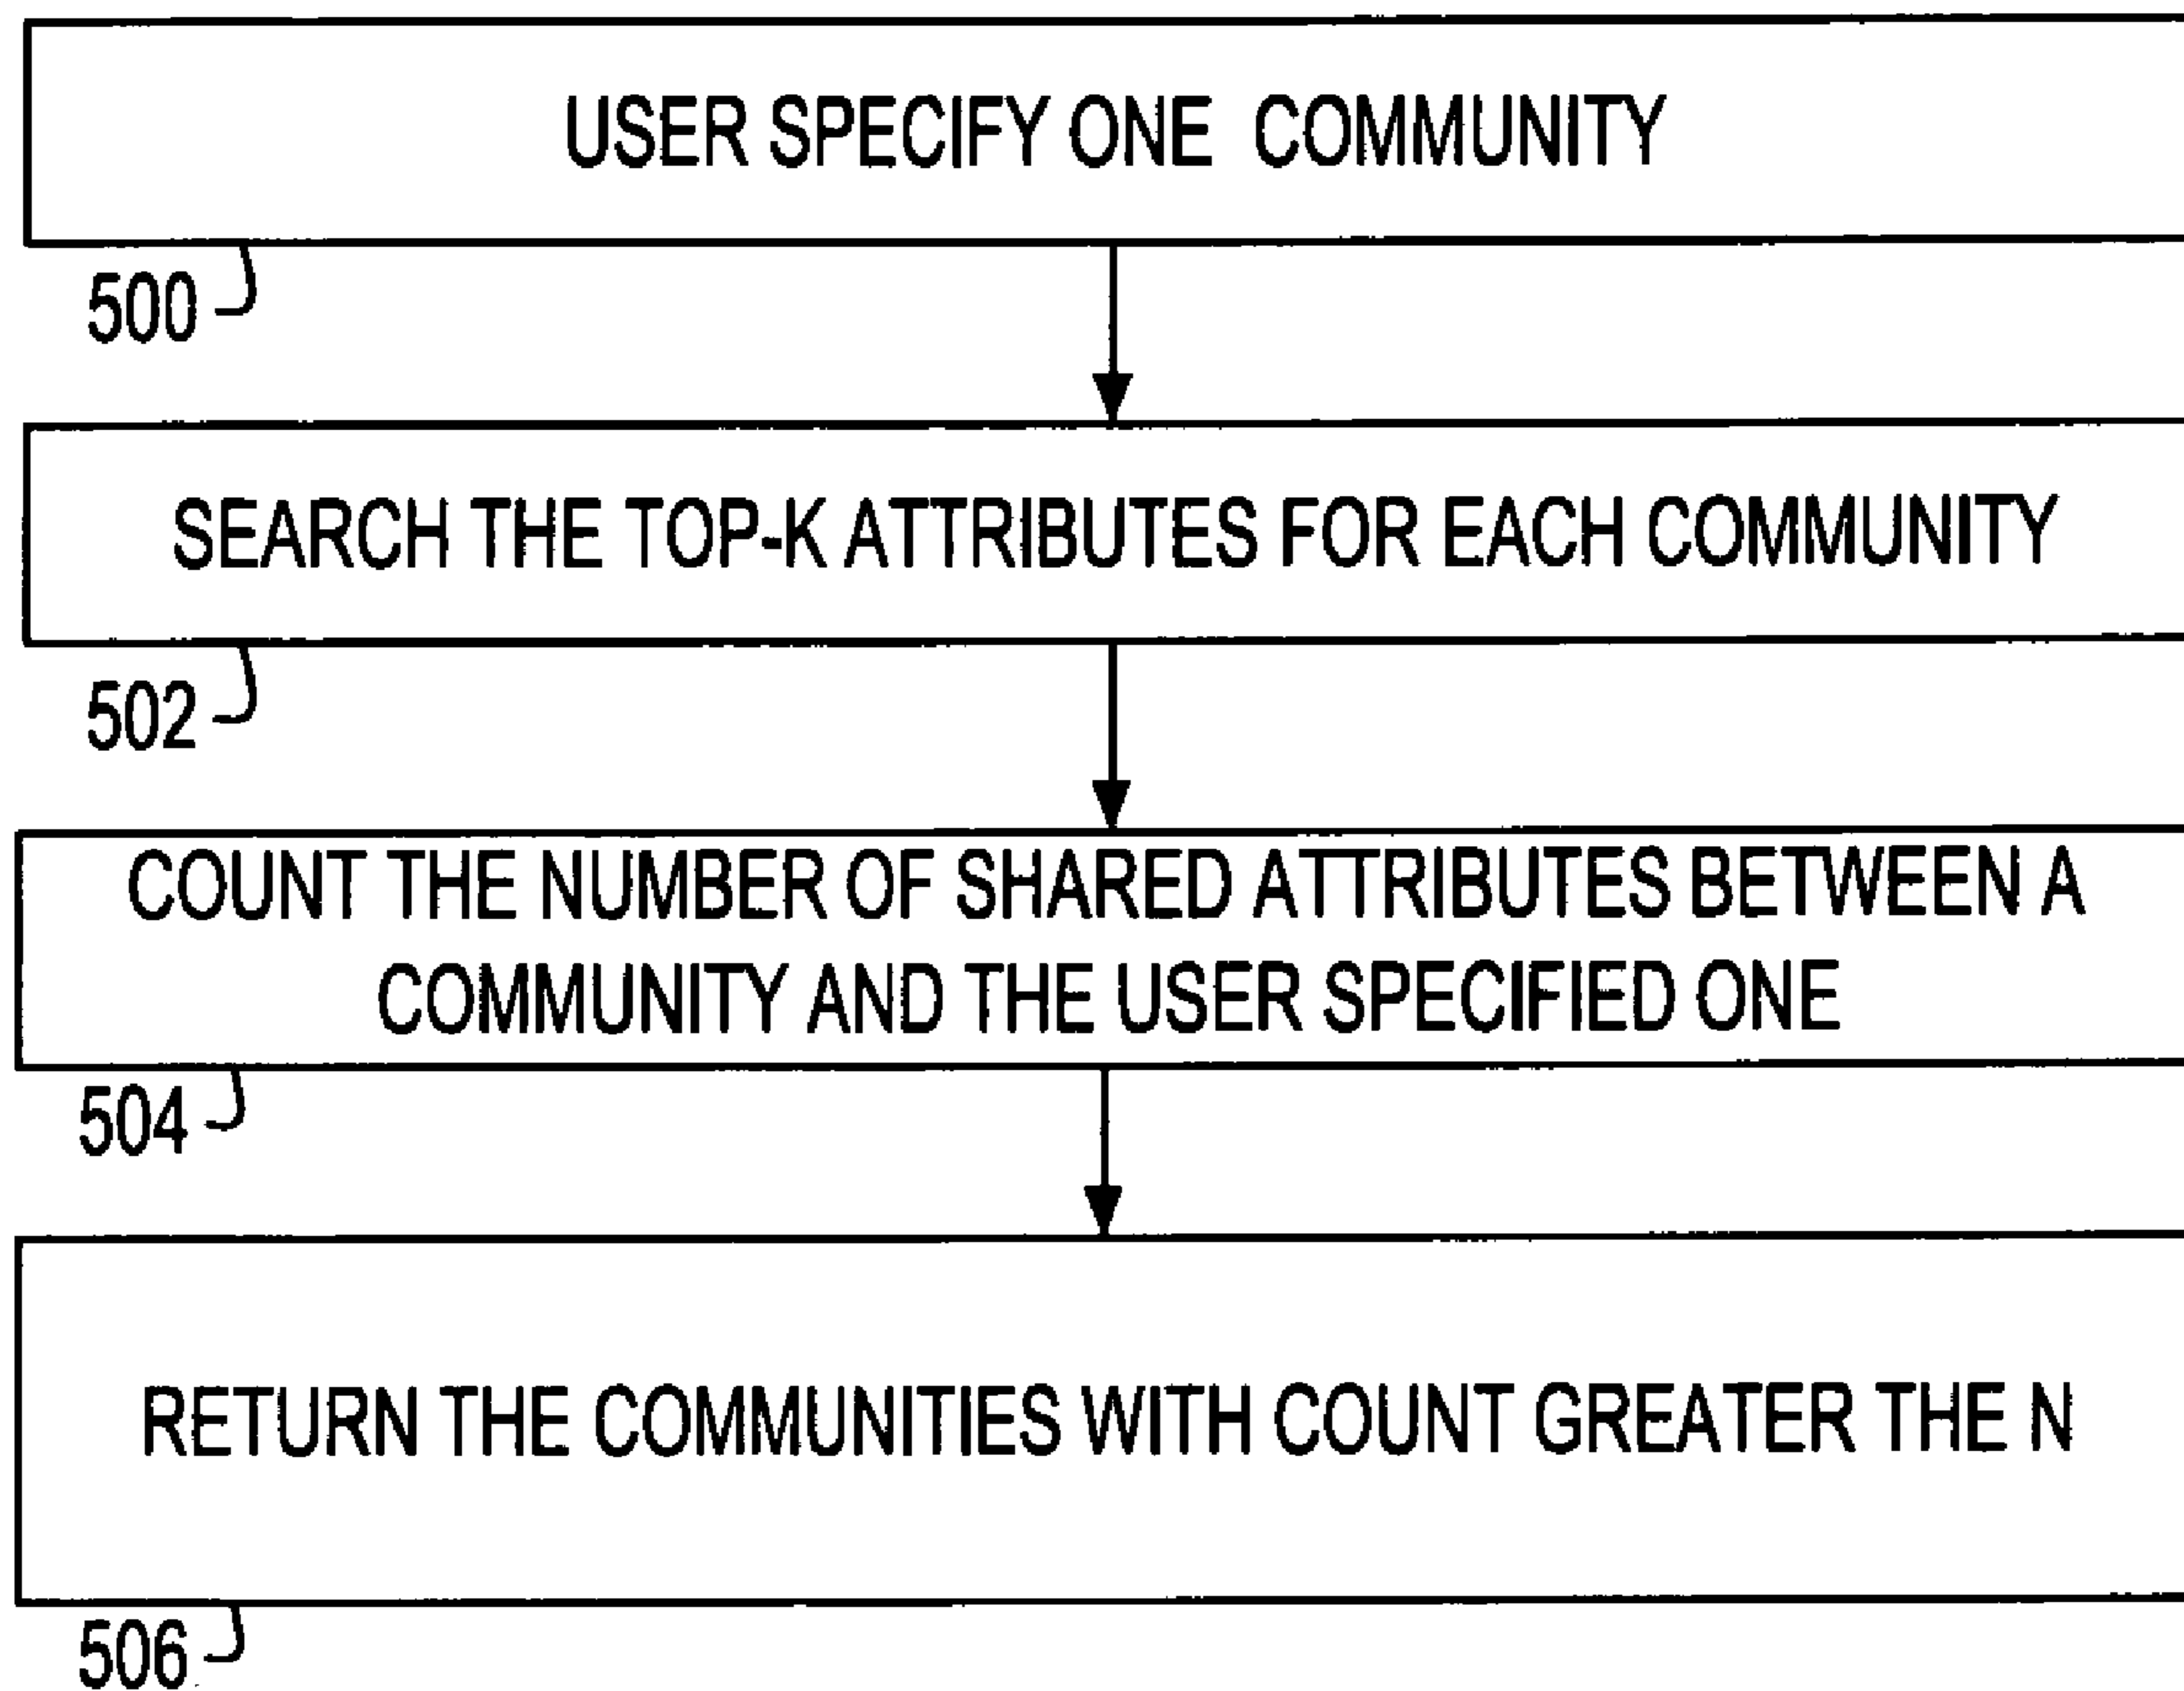 USER SPECIFY ONE COMMUNITY
500
SEARCH THE TOP-K ATTRIBUTES FOR EACH COMMUNITY
502
COUNT THE NUMBER OF SHARED ATTRIBUTES BETWEEN A
COMMUNITY AND THE USER SPECIFIED ONE
504
RETURN THE COMMUNITIES WITH COUNT GREATER THE N
506